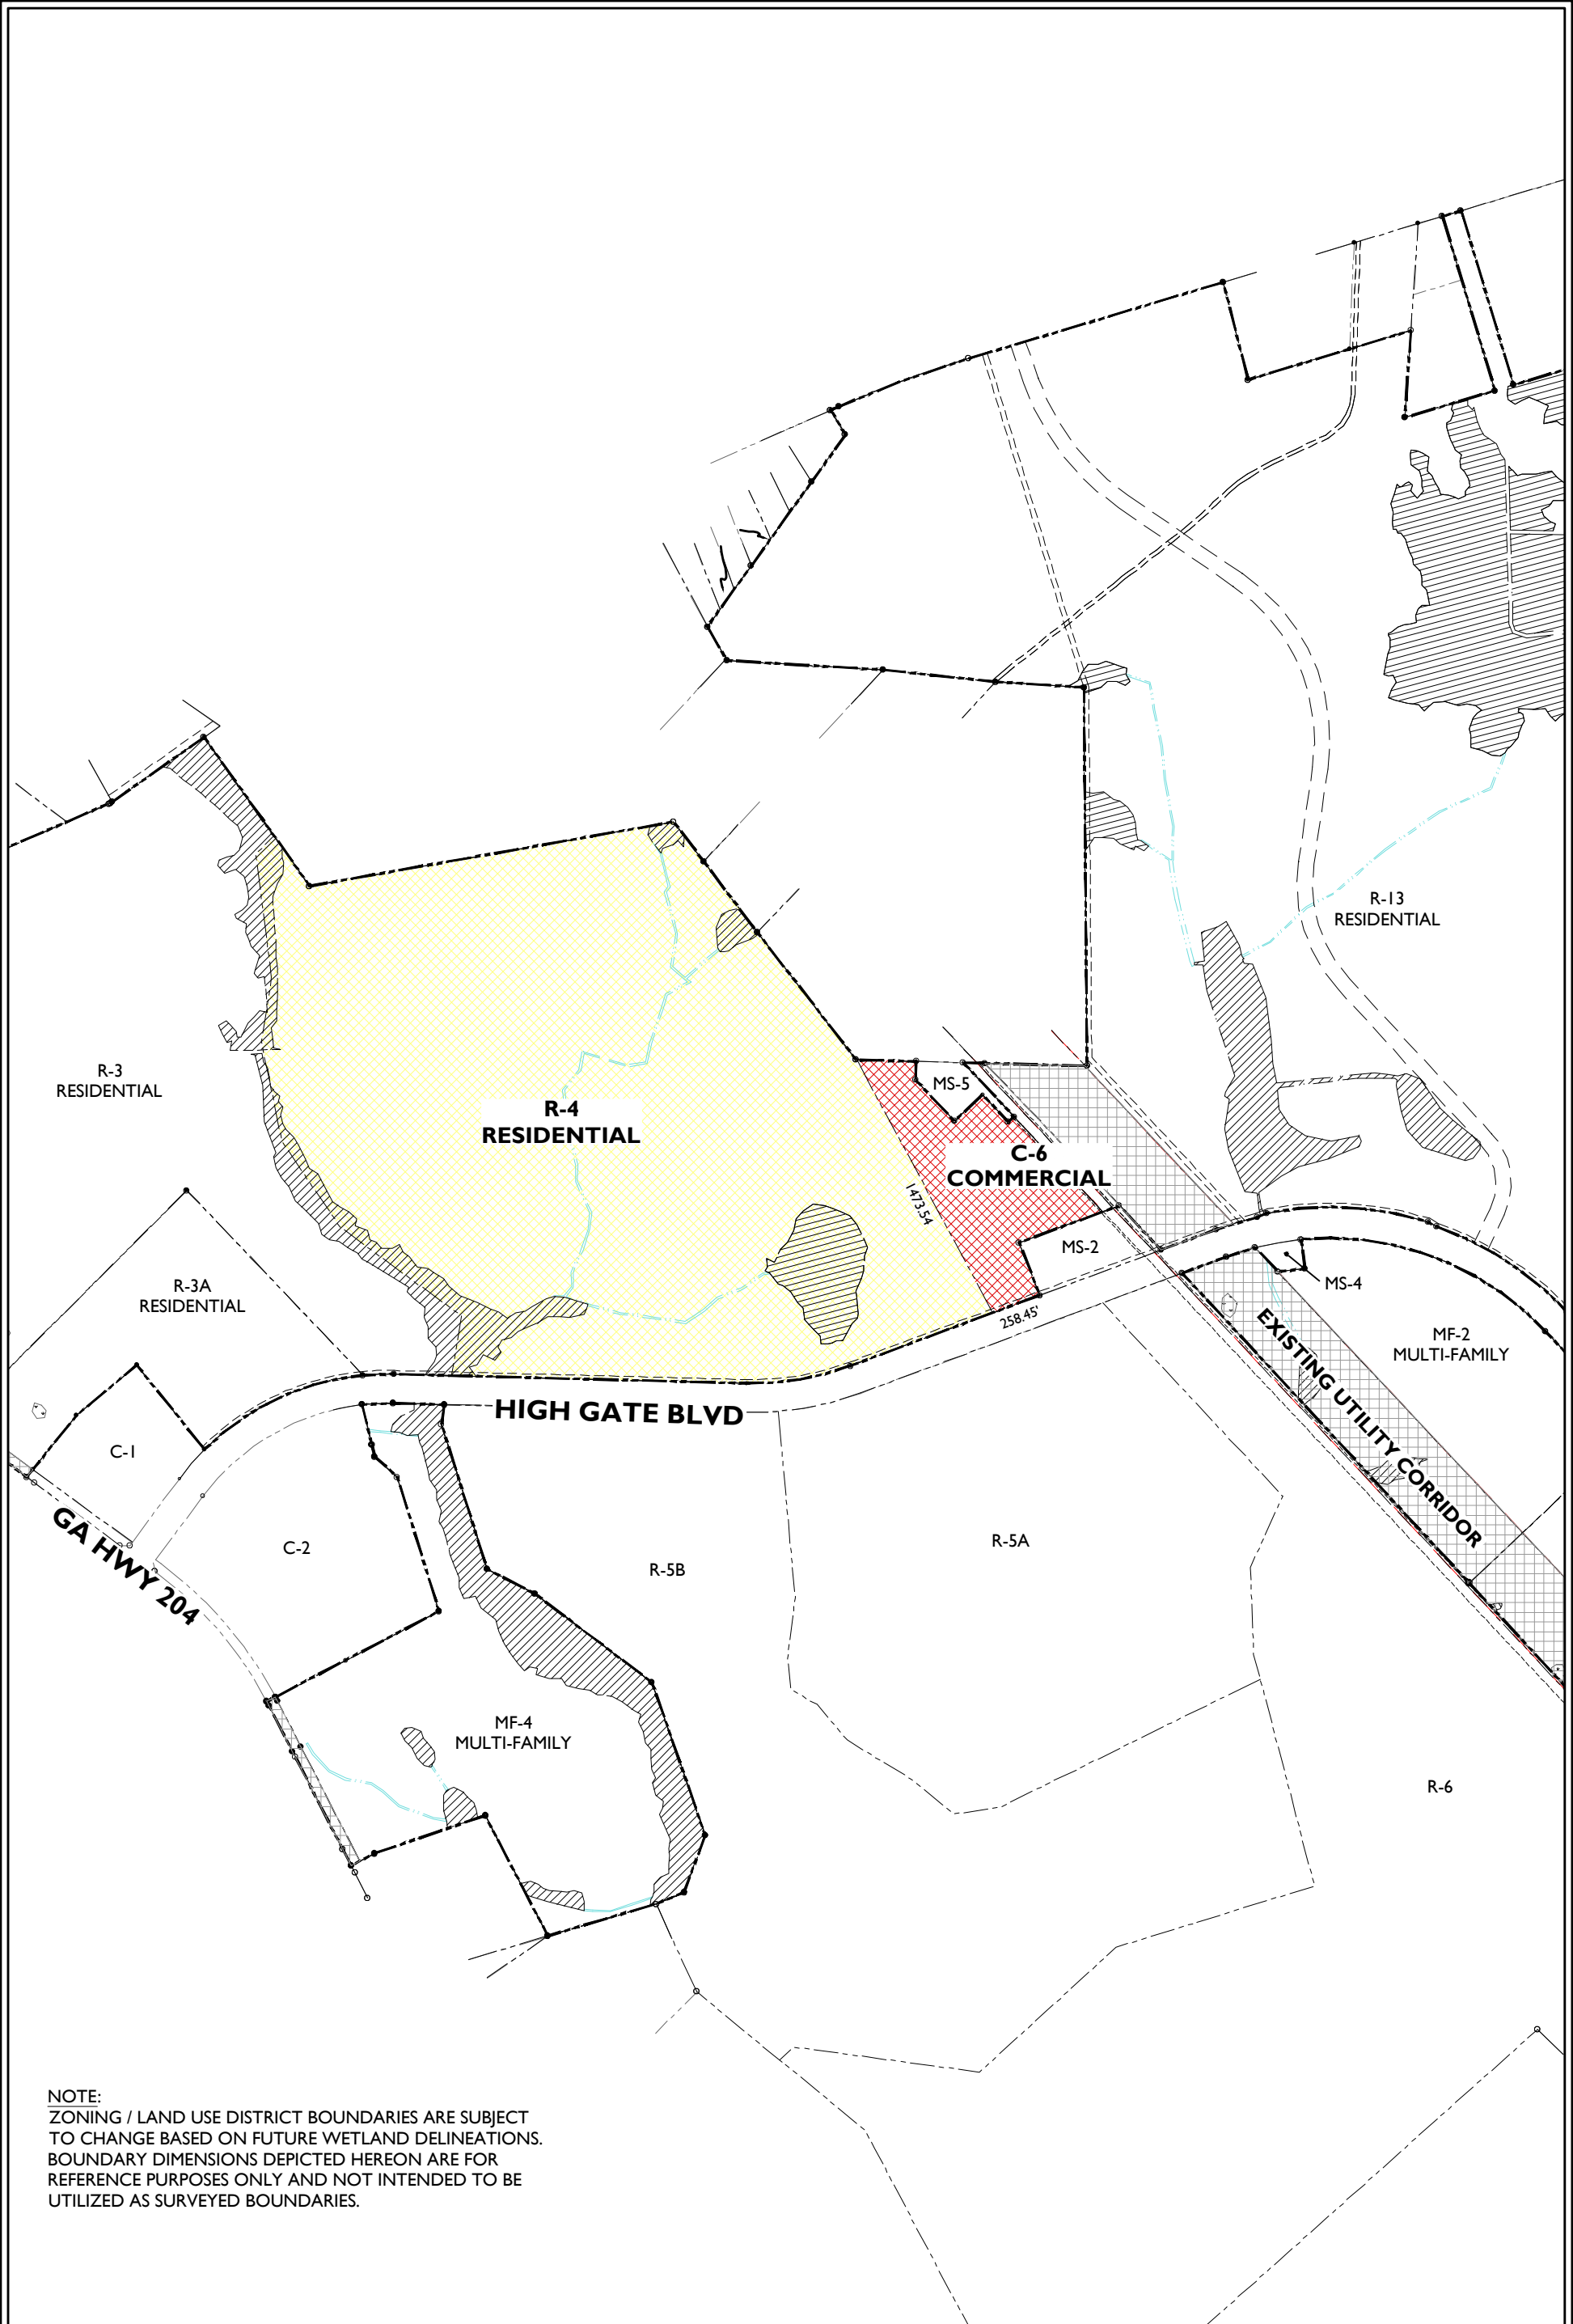 R-13
RESIDENTIAL
R-3
RESIDENTIAL
MS-5
R-4
RESIDENTIAL
C-6
COMMERCIAL
1473.54
MS-2
R-3A
RESIDENTIAL
MS-4
258.45'
MF-2
MULTI-FAMILY
EXISTING UTILITY CORRIDOR
HIGH GATE BLVD
C-1
GA HWY 204
C-2
R-5B
R-5A
MF-4
MULTI-FAMILY
R-6
NOTE:
ZONING / LAND USE DISTRICT BOUNDARIES ARE SUBJECT
TO CHANGE BASED ON FUTURE WETLAND DELINEATIONS.
BOUNDARY DIMENSIONS DEPICTED HEREON ARE FOR
REFERENCE PURPOSES ONLY AND NOT INTENDED TO BE
UTILIZED AS SURVEYED BOUNDARIES.